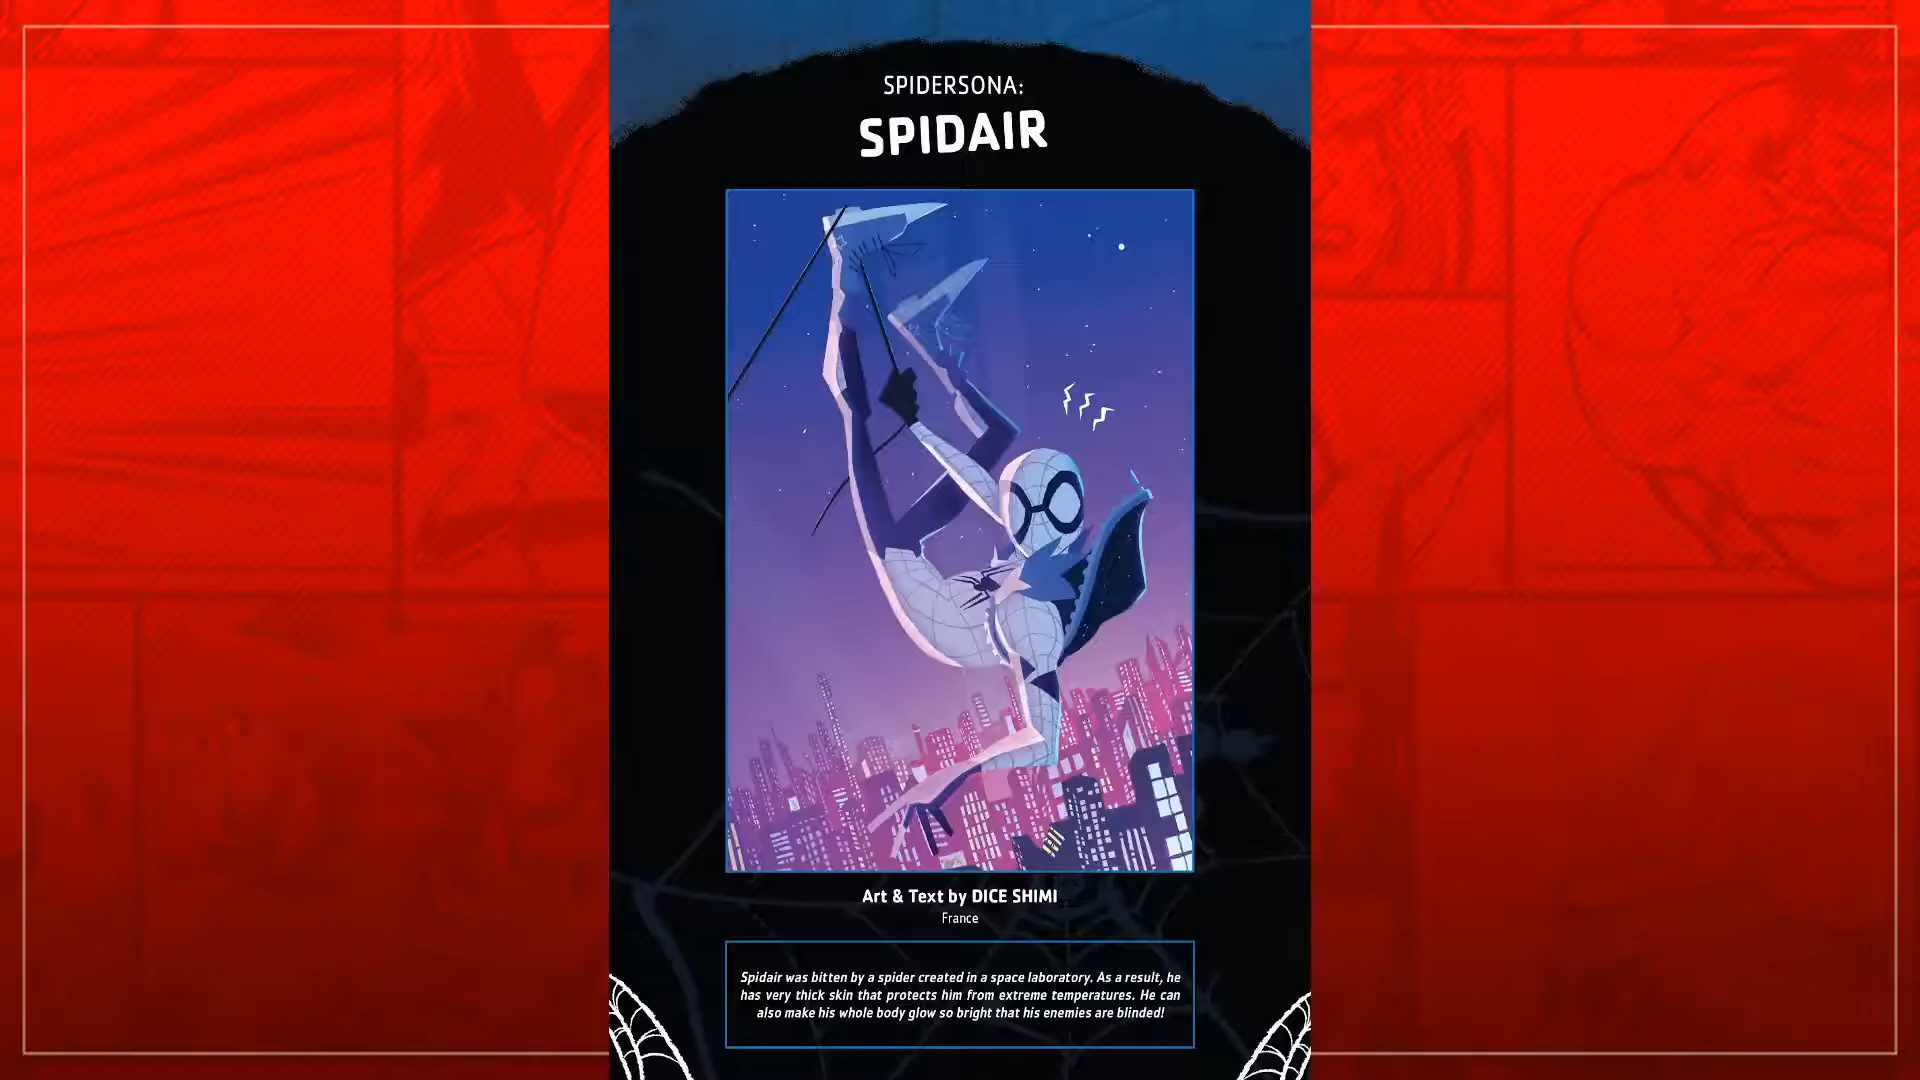 SPIDERSONA:
SPIDAIR
Art & Text by DICE SHIMI
France
Spidair was bitten by a spider created in a space laboratory. As a result, he
has very thick skin that protects him from extreme temperatures. He can
also make his whole body glow so bright that his enemies are blinded!